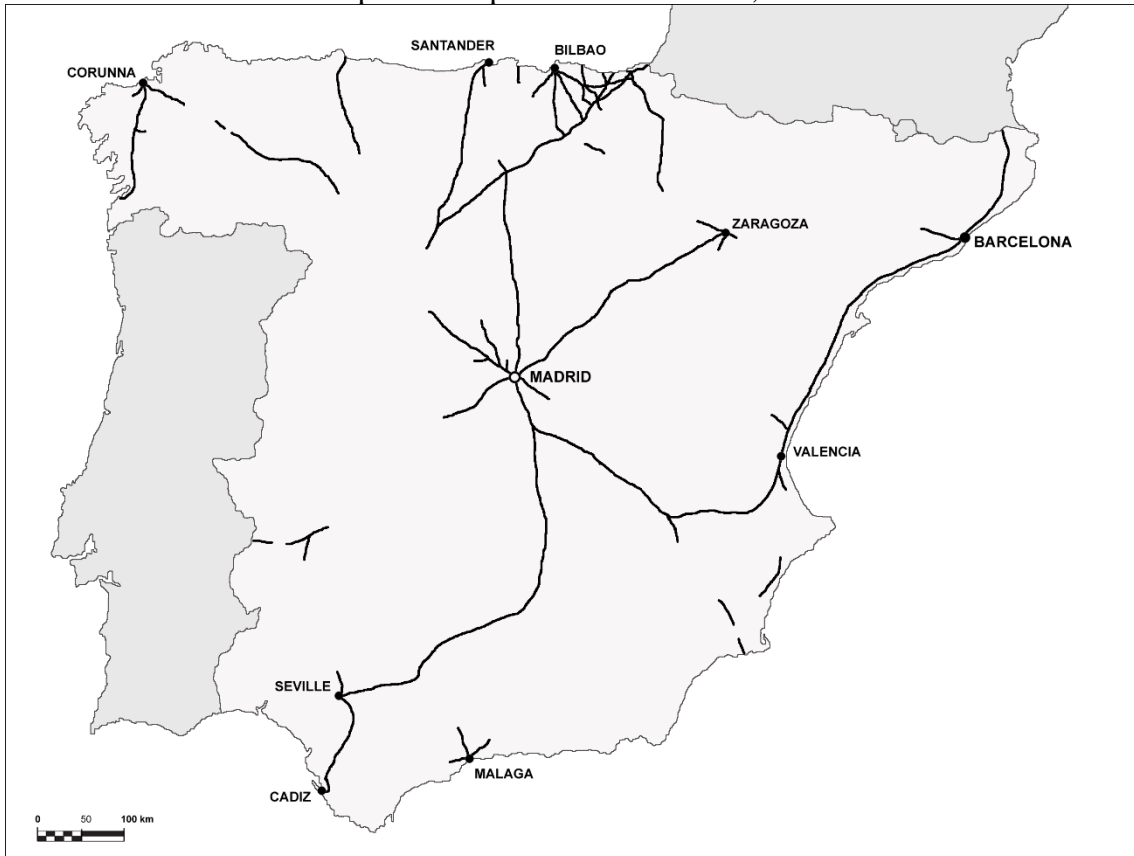 SANTANDER
BILBAO
CORUNNA
ZARAGOZA
BARCELONA
MADRID
VALENCIA
SEVILLE
MALAGA
CADIZ
0 50 100 km